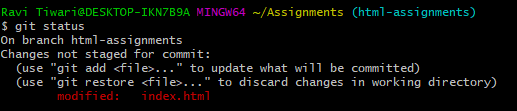 Ravi Tiwari@DESKTOP-IKN7B9A MINGW64 ~/Assignments (html-assignments)
$ git status
On branch html-assignments
Changes not staged for commit:
  (use "git add <file>..." to update what will be committed)
  (use "git restore <file>..." to discard changes in working directory)
        modified:   index.html